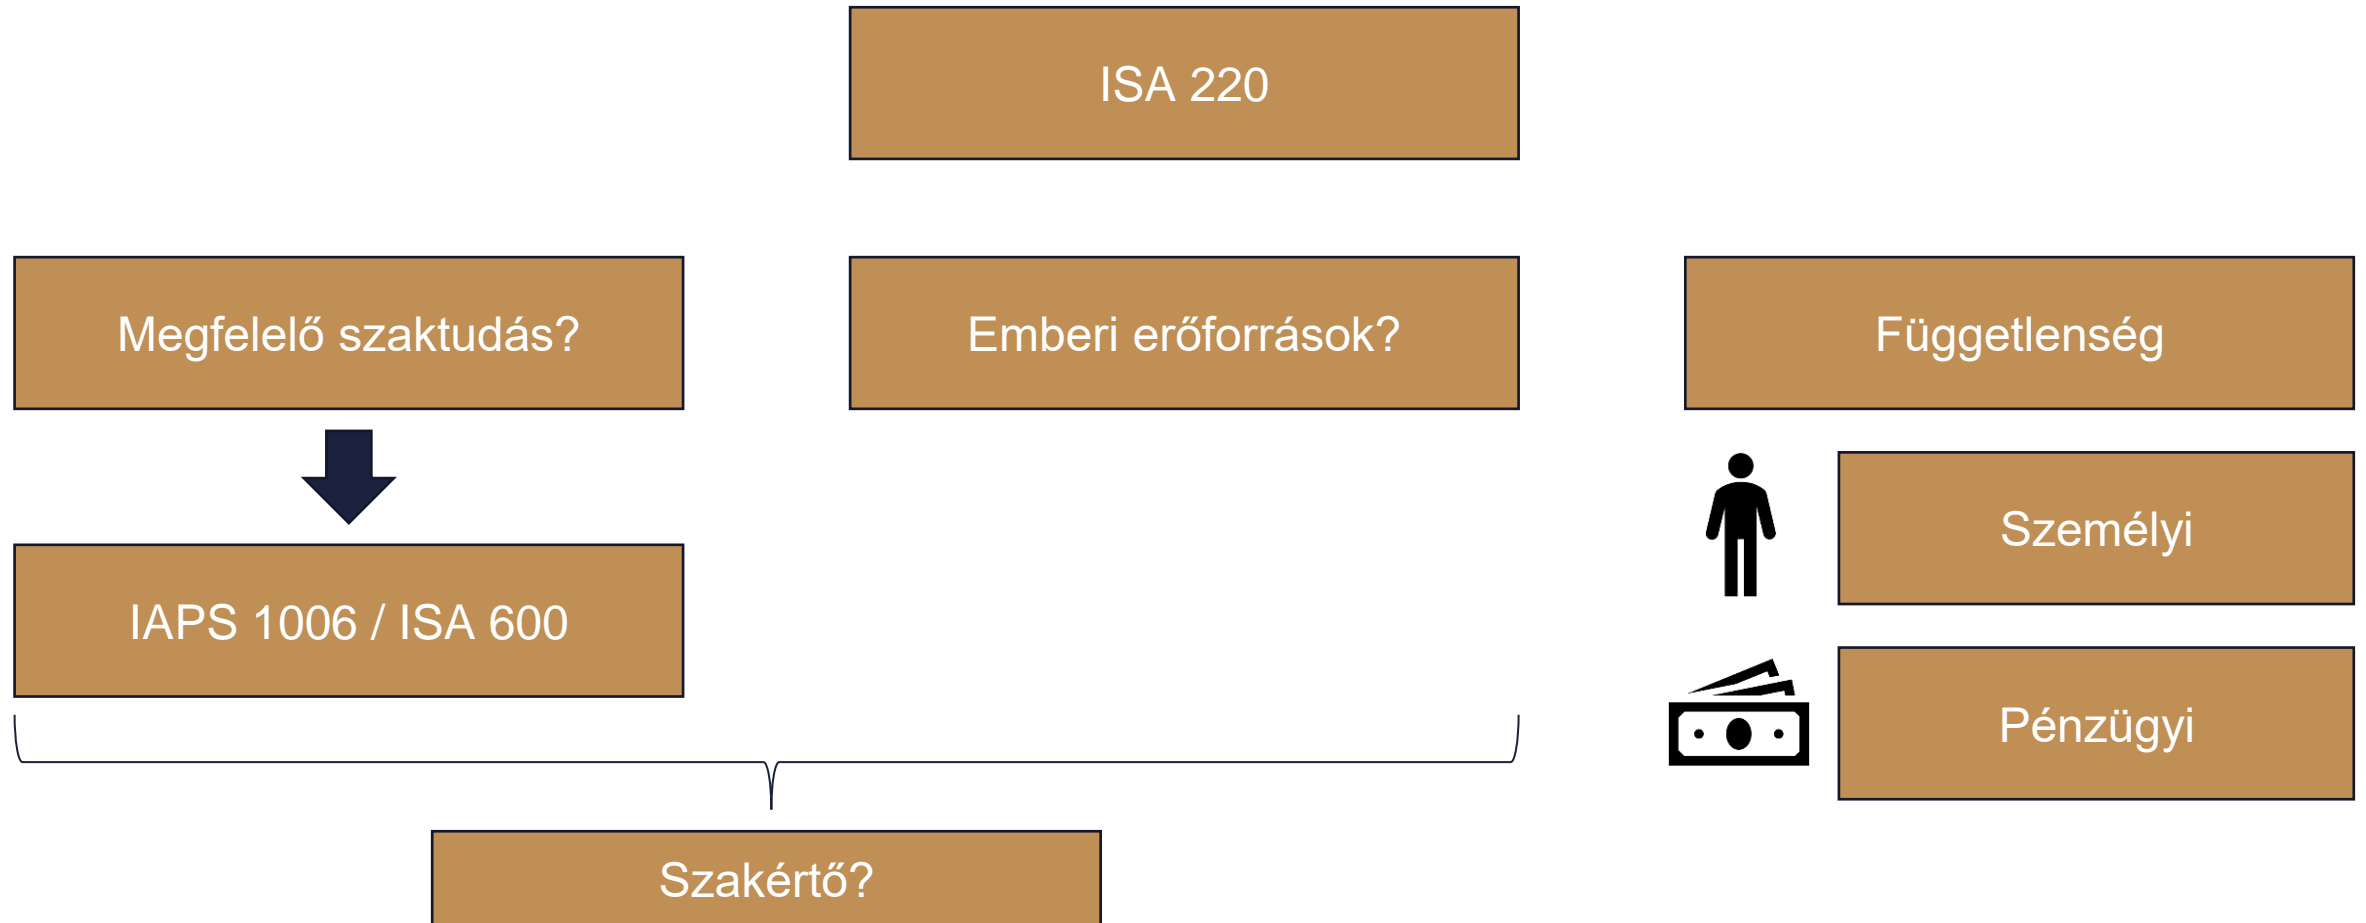 ISA 220
Megfelelő szaktudás?
Emberi erőforrások?
Függetlenség
Személyi
IAPS 1006 / ISA 600
Pénzügyi
Szakértő?